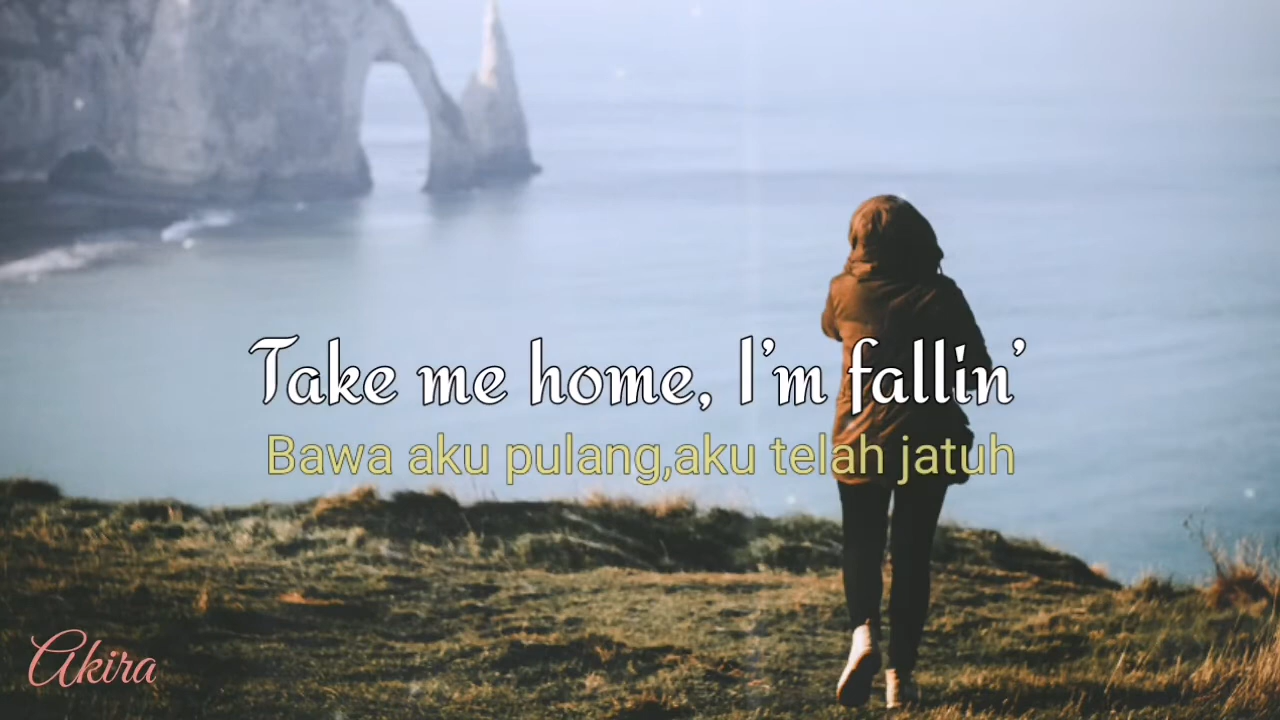 Take me home, I’m fallin’
Bawa aku pulang,aku telah jatuh
Akira